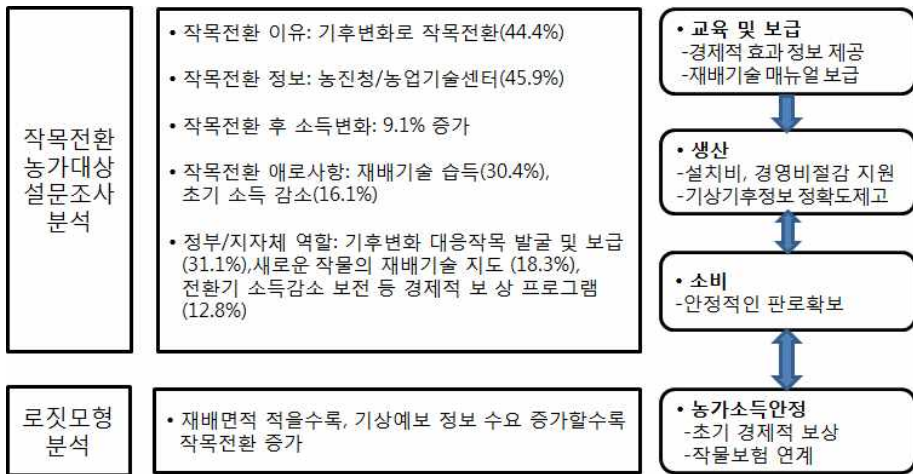 작목전환
농가대상
설문조사
분석
• 작목전환 이유: 기후변화로 작목전환(44.4%)
• 작목전환 정보: 농진청/농업기술센터(45.9%)
• 작목전환 후 소득변화: 9.1% 증가
• 작목전환 애로사항: 재배기술 습득(30.4%),
초기 소득 감소(16.1%)
• 정부/지자체 역할: 기후변화 대응작목 발굴 및 보급
(31.1%),새로운 작물의 재배기술 지도 (18.3%),
전환기 소득감소 보전 등 경제적 보 상 프로그램
(12.8%)
로짓모형
분석
• 재배면적 적을수록, 기상예보 정보 수요 증가할수록
작목전환 증가
• 교육 및 보급
-경제적 효과 정보 제공
-재배기술 매뉴얼 보급
• 생산
-설치비, 경영비절감 지원
-기상기후정보 정확도제고
• 소비
-안정적인 판로확보
• 농가소득안정
-초기 경제적 보상
-작물보험 연계